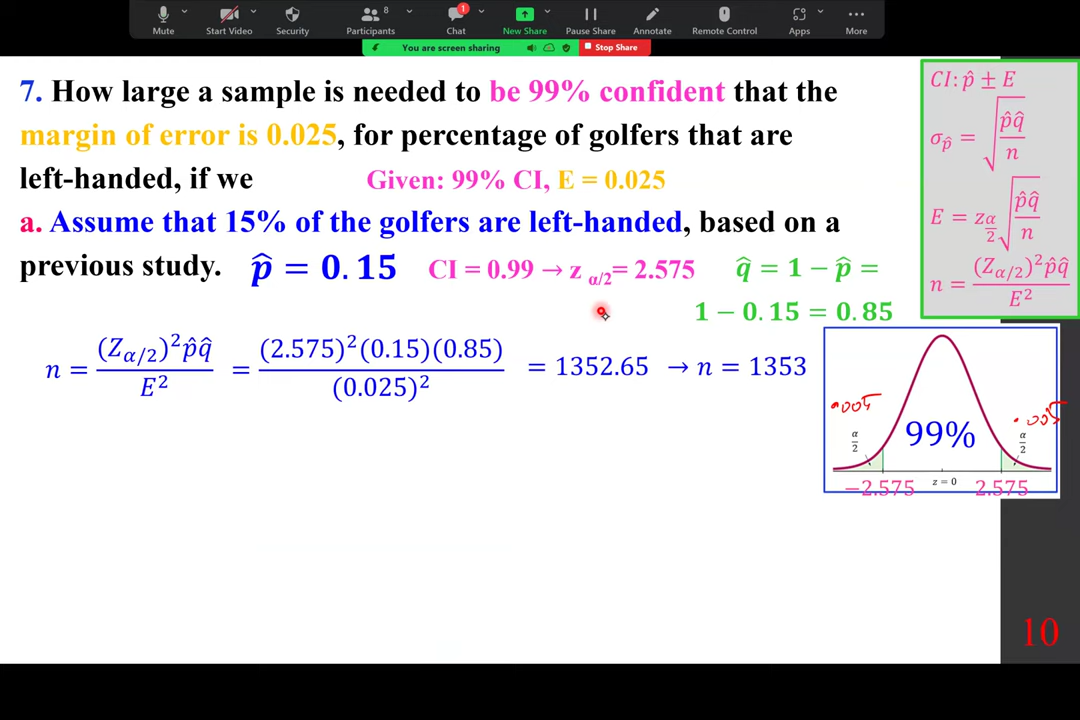 Mute Start Video Security Participants 8 Chat 1 New Share Pause Share Annotate Remote Control Apps More
You are screen sharing Stop Share
7. How large a sample is needed to be 99% confident that the
margin of error is 0.025, for percentage of golfers that are
left-handed, if we Given: 99% CI, E = 0.025
a. Assume that 15% of the golfers are left-handed, based on a
previous study. p̂ = 0.15 CI = 0.99 → z α/2 = 2.575 q̂ = 1 − p̂ =
1 − 0.15 = 0.85
n = (Zα/2)²p̂q̂ / E² = (2.575)²(0.15)(0.85) / (0.025)² = 1352.65 → n = 1353
CI: p̂ ± E
σp̂ = √(p̂q̂ / n)
E = zα/2 √(p̂q̂ / n)
n = (Zα/2)²p̂q̂ / E²
.005 .005
α/2 99% α/2
−2.575 z = 0 2.575
10